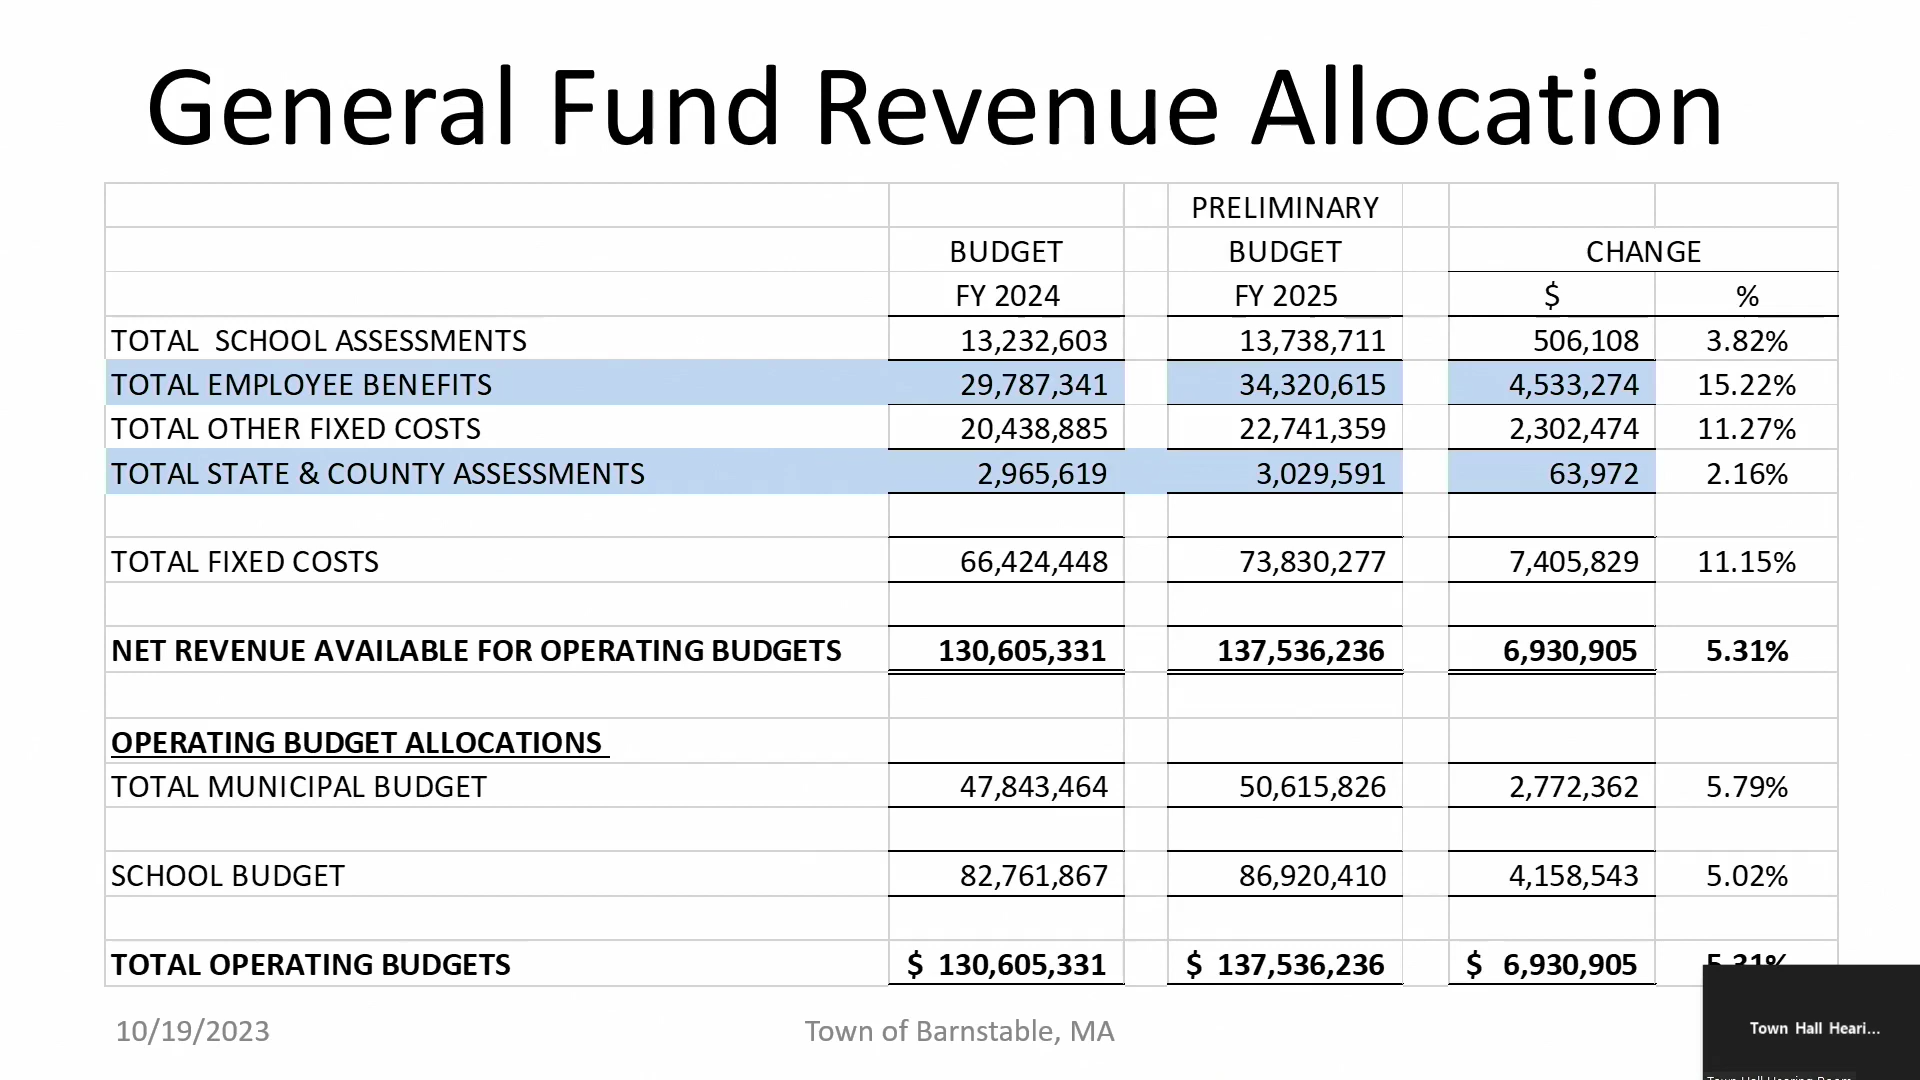 General Fund Revenue Allocation
PRELIMINARY
BUDGET BUDGET CHANGE
FY 2024 FY 2025 $ %
TOTAL SCHOOL ASSESSMENTS 13,232,603 13,738,711 506,108 3.82%
TOTAL EMPLOYEE BENEFITS 29,787,341 34,320,615 4,533,274 15.22%
TOTAL OTHER FIXED COSTS 20,438,885 22,741,359 2,302,474 11.27%
TOTAL STATE & COUNTY ASSESSMENTS 2,965,619 3,029,591 63,972 2.16%
TOTAL FIXED COSTS 66,424,448 73,830,277 7,405,829 11.15%
NET REVENUE AVAILABLE FOR OPERATING BUDGETS 130,605,331 137,536,236 6,930,905 5.31%
OPERATING BUDGET ALLOCATIONS
TOTAL MUNICIPAL BUDGET 47,843,464 50,615,826 2,772,362 5.79%
SCHOOL BUDGET 82,761,867 86,920,410 4,158,543 5.02%
TOTAL OPERATING BUDGETS $ 130,605,331 $ 137,536,236 $ 6,930,905 5.31%
10/19/2023 Town of Barnstable, MA
Town Hall Heari...